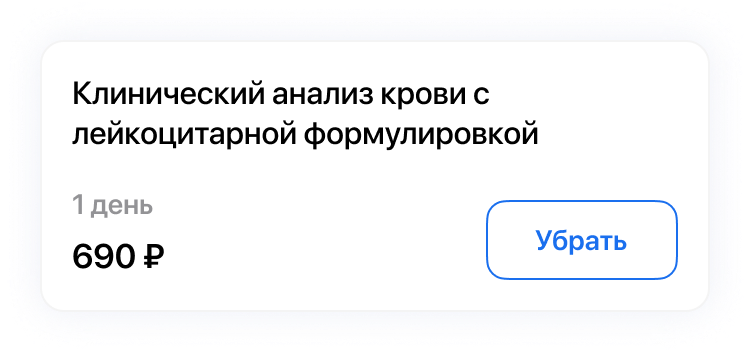 Клинический анализ крови с
лейкоцитарной формулировкой
1 день
690 ₽
Убрать